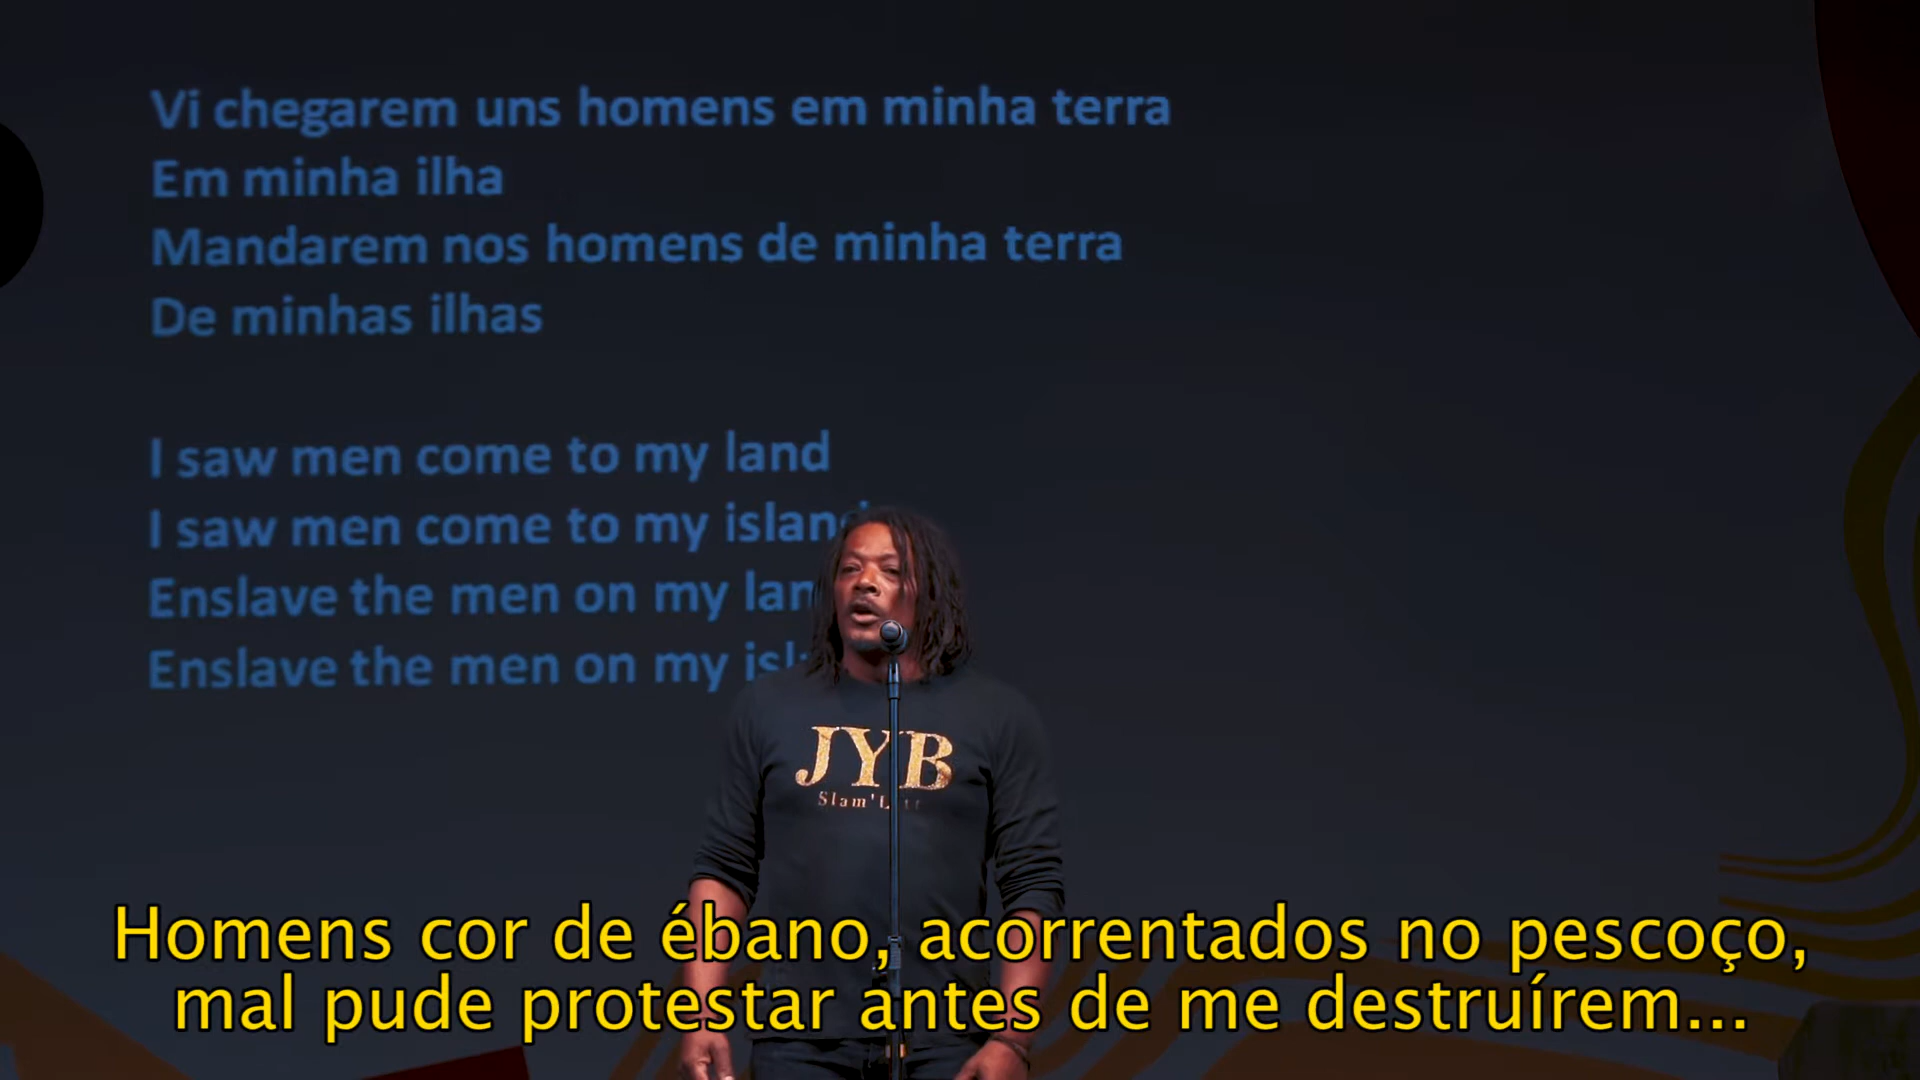 Vi chegarem uns homens em minha terra
Em minha ilha
Mandarem nos homens de minha terra
De minhas ilhas
I saw men come to my land
I saw men come to my island
Enslave the men on my
Enslave the men on my
JYB
Homens cor de ébano, acorrentados no pescoço,
mal pude protestar antes de me destruírem...